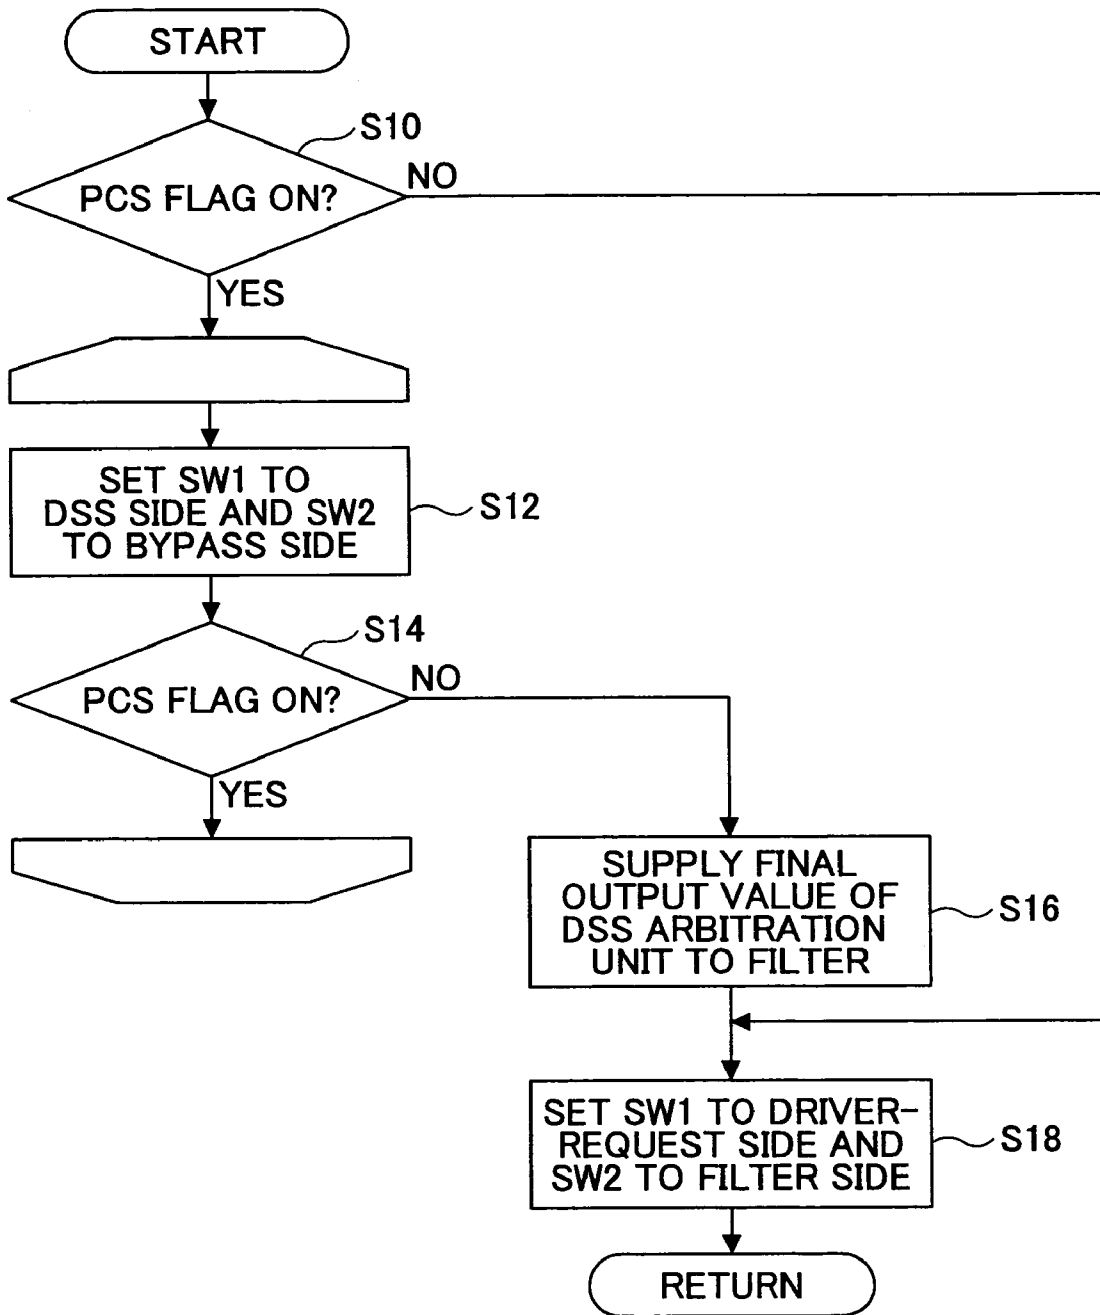 START
S10
PCS FLAG ON?
NO
YES
SET SW1 TO
DSS SIDE AND SW2
TO BYPASS SIDE
S12
S14
PCS FLAG ON?
NO
YES
SUPPLY FINAL
OUTPUT VALUE OF
DSS ARBITRATION
UNIT TO FILTER
S16
SET SW1 TO DRIVER-
REQUEST SIDE AND
SW2 TO FILTER SIDE
S18
RETURN